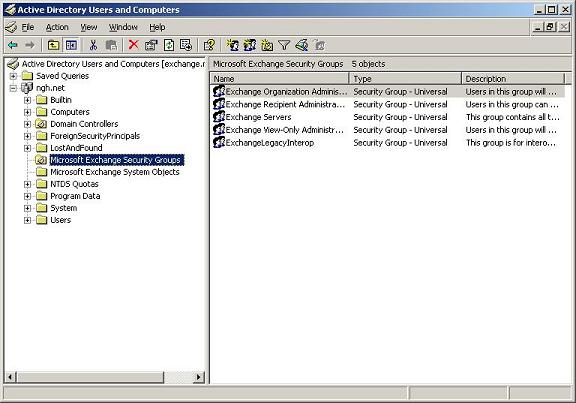 Active Directory Users and Computers
File Action View Window Help
Active Directory Users and Computers [exchange.r
Saved Queries
ngh.net
Builtin
Computers
Domain Controllers
ForeignSecurityPrincipals
LostAndFound
Microsoft Exchange Security Groups
Microsoft Exchange System Objects
NTDS Quotas
Program Data
System
Users
Microsoft Exchange Security Groups 5 objects
Name Type Description
Exchange Organization Adminis... Security Group - Universal Users in this group will ...
Exchange Recipient Administra... Security Group - Universal Users in this group can ...
Exchange Servers Security Group - Universal This group contains all t...
Exchange View-Only Administr... Security Group - Universal Users in this group will ...
ExchangeLegacyInterop Security Group - Universal This group is for intero...